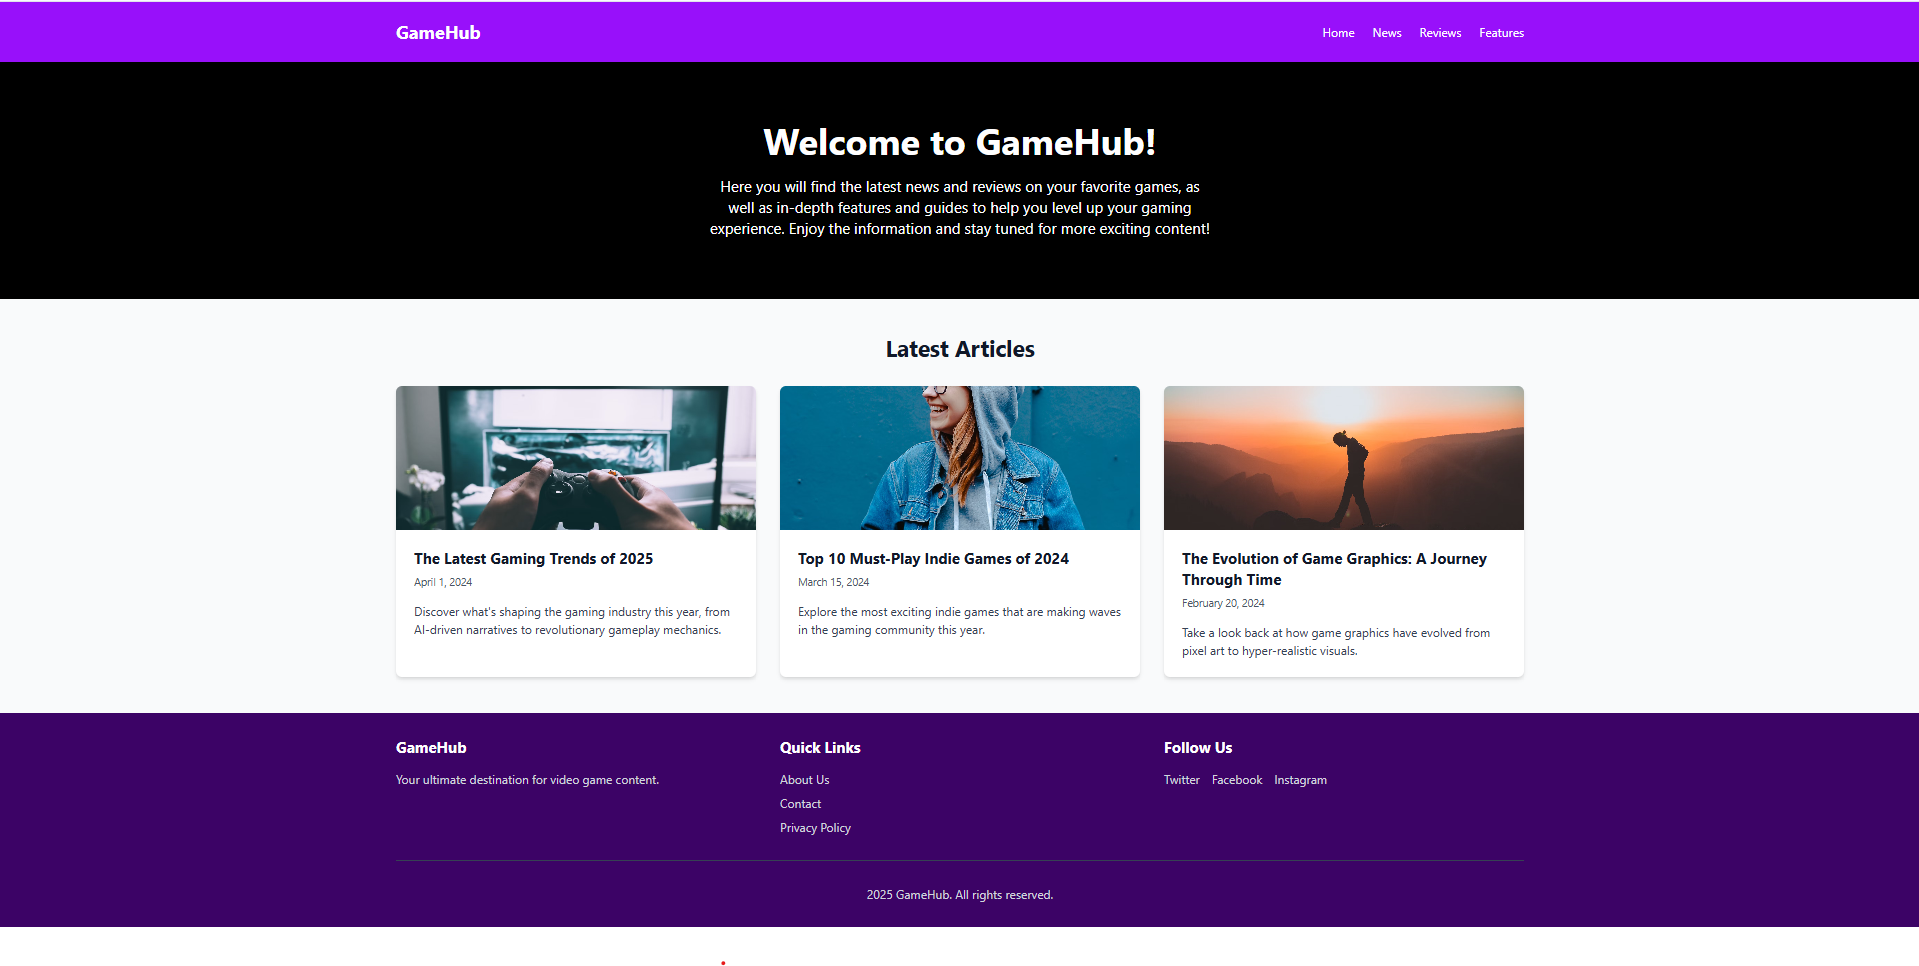 GameHub
Home News Reviews Features
Welcome to GameHub!
Here you will find the latest news and reviews on your favorite games, as
well as in-depth features and guides to help you level up your gaming
experience. Enjoy the information and stay tuned for more exciting content!
Latest Articles
The Latest Gaming Trends of 2025
April 1, 2024
Discover what's shaping the gaming industry this year, from
AI-driven narratives to revolutionary gameplay mechanics.
Top 10 Must-Play Indie Games of 2024
March 15, 2024
Explore the most exciting indie games that are making waves
in the gaming community this year.
The Evolution of Game Graphics: A Journey
Through Time
February 20, 2024
Take a look back at how game graphics have evolved from
pixel art to hyper-realistic visuals.
GameHub
Your ultimate destination for video game content.
Quick Links
About Us
Contact
Privacy Policy
Follow Us
Twitter Facebook Instagram
2025 GameHub. All rights reserved.